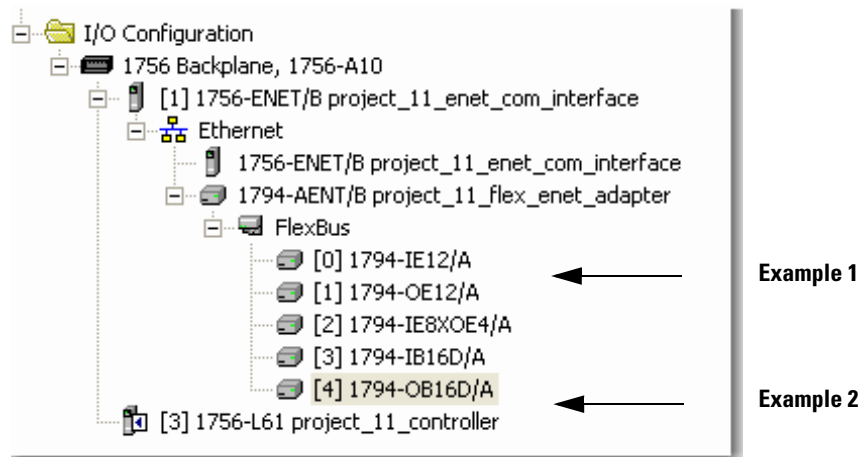 I/O Configuration
1756 Backplane, 1756-A10
[1] 1756-ENET/B project_11_enet_com_interface
Ethernet
1756-ENET/B project_11_enet_com_interface
1794-AENT/B project_11_flex_enet_adapter
FlexBus
[0] 1794-IE12/A
Example 1
[1] 1794-OE12/A
[2] 1794-IE8XOE4/A
[3] 1794-IB16D/A
[4] 1794-OB16D/A
Example 2
[3] 1756-L61 project_11_controller